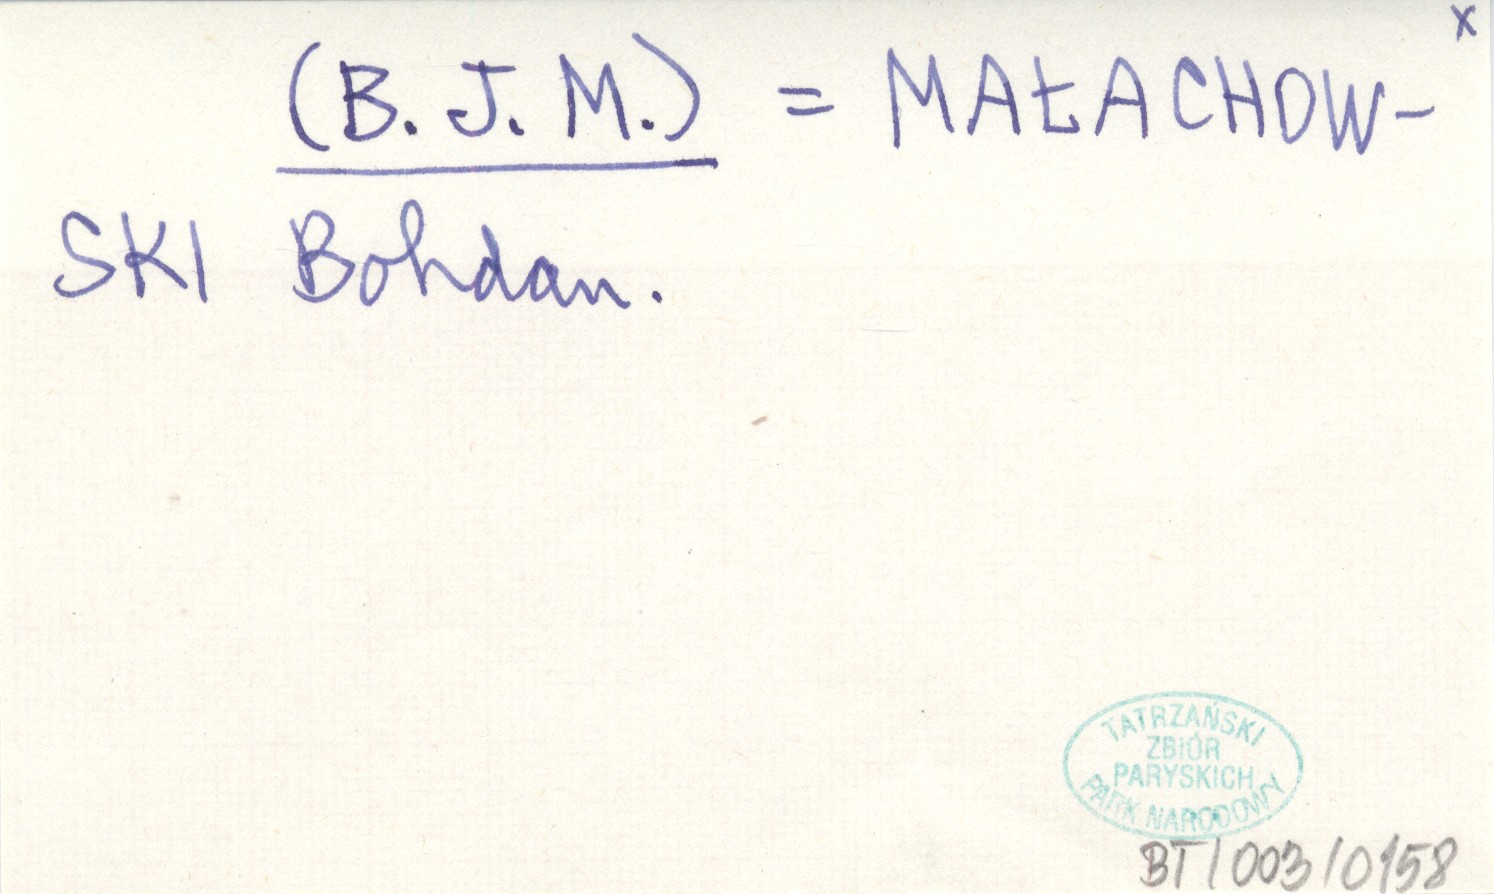 x
(B. J. M.) = MAŁACHOW-
SKI Bohdan.
TATRZAŃSKI
ZBIÓR
PARYSKICH
PARK NARODOWY
BT/003/0158